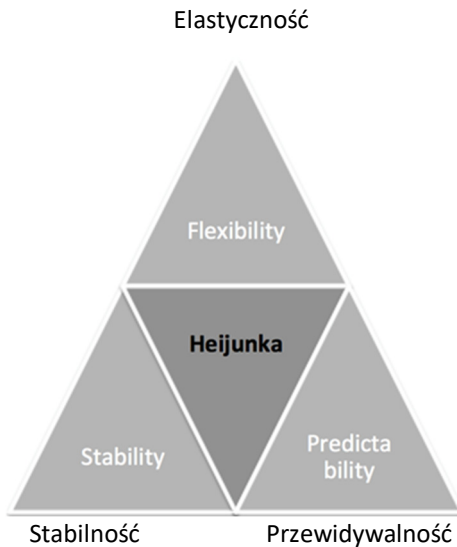 Elastyczność
Flexibility
Heijunka
Stability
Predicta
bility
Stabilność
Przewidywalność